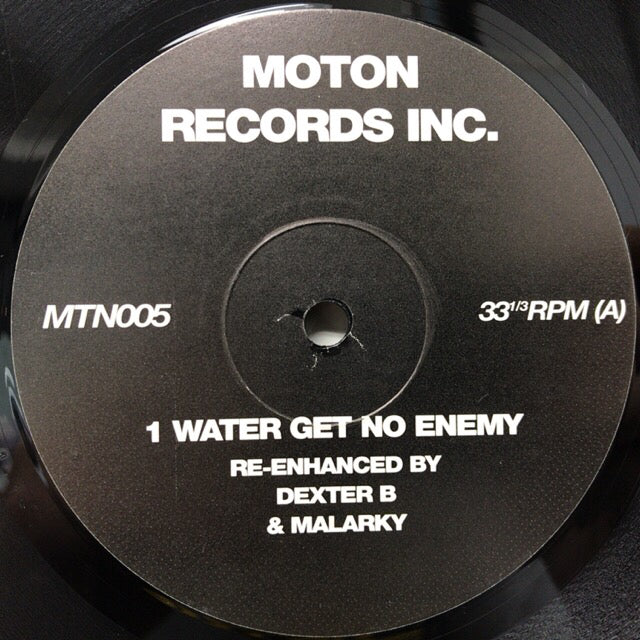 MOTON
RECORDS INC.
MTN005
33 1/3 RPM (A)
1 WATER GET NO ENEMY
RE-ENHANCED BY
DEXTER B
& MALARKY